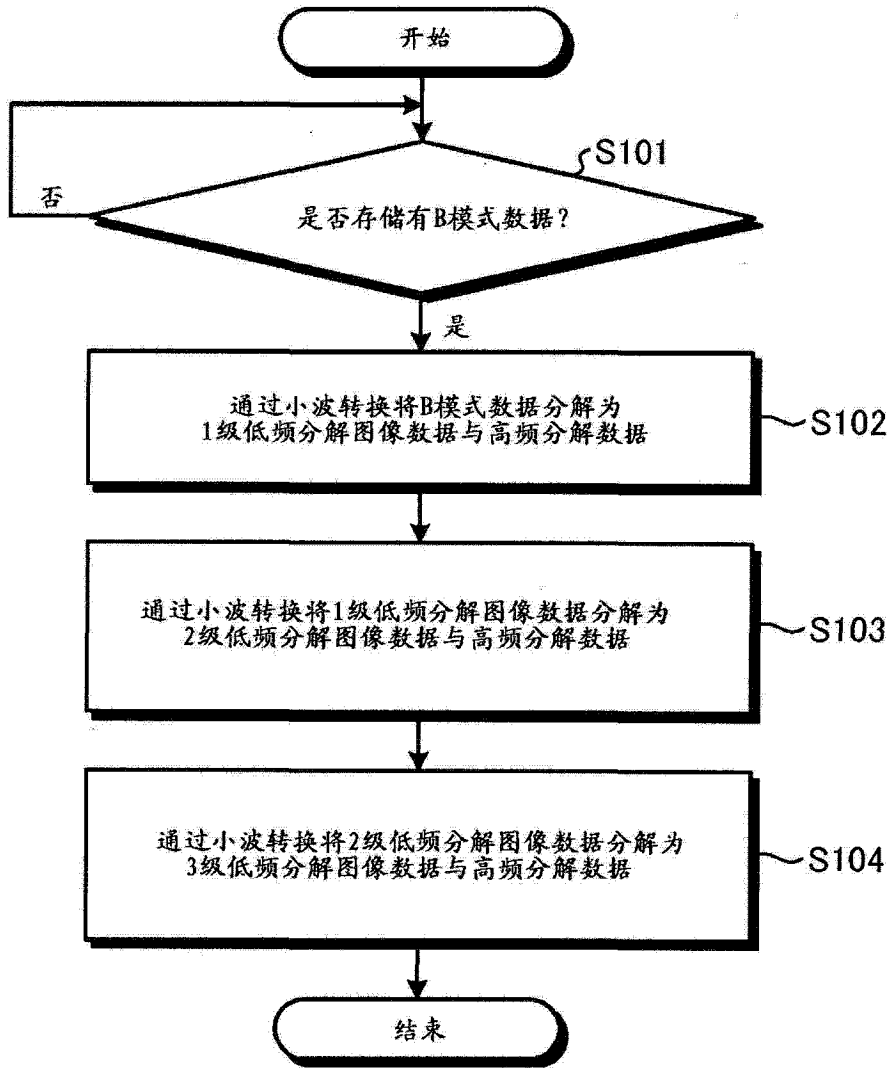 开始
S101
否
是否存储有B模式数据?
是
通过小波转换将B模式数据分解为
1级低频分解图像数据与高频分解数据
S102
通过小波转换将1级低频分解图像数据分解为
2级低频分解图像数据与高频分解数据
S103
通过小波转换将2级低频分解图像数据分解为
3级低频分解图像数据与高频分解数据
S104
结束